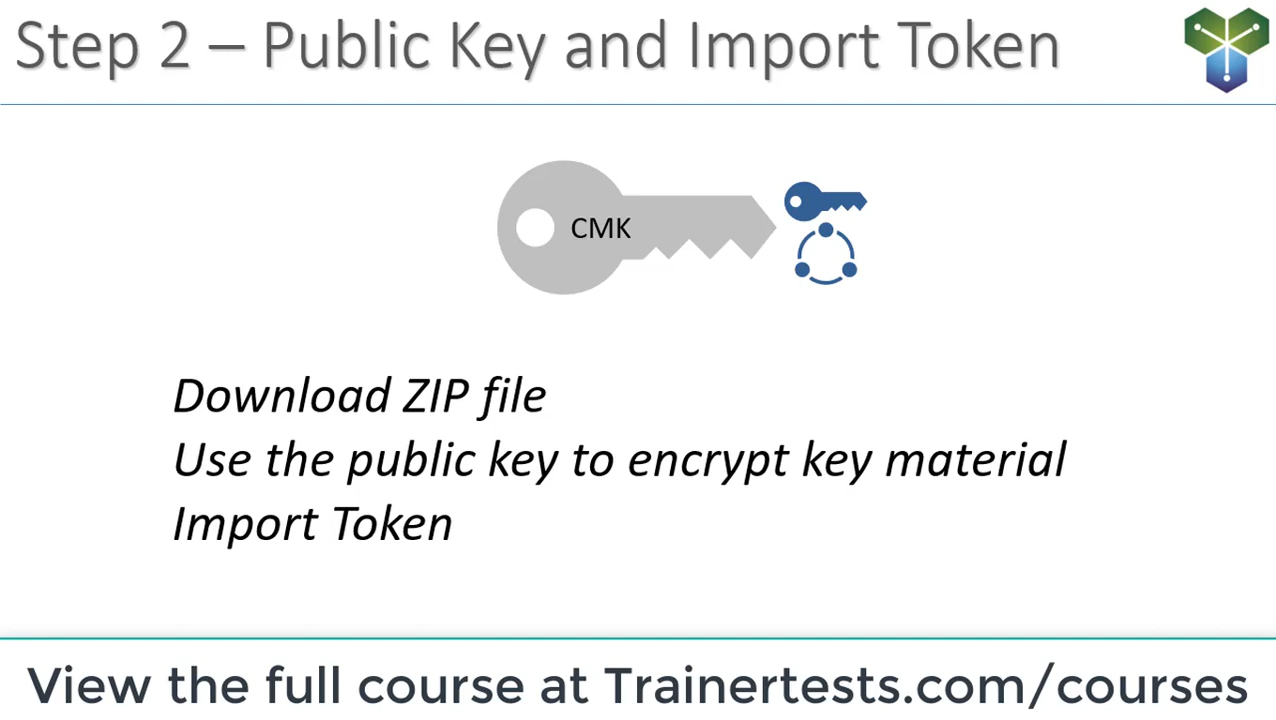 Step 2 – Public Key and Import Token
CMK
Download ZIP file
Use the public key to encrypt key material
Import Token
View the full course at Trainertests.com/courses